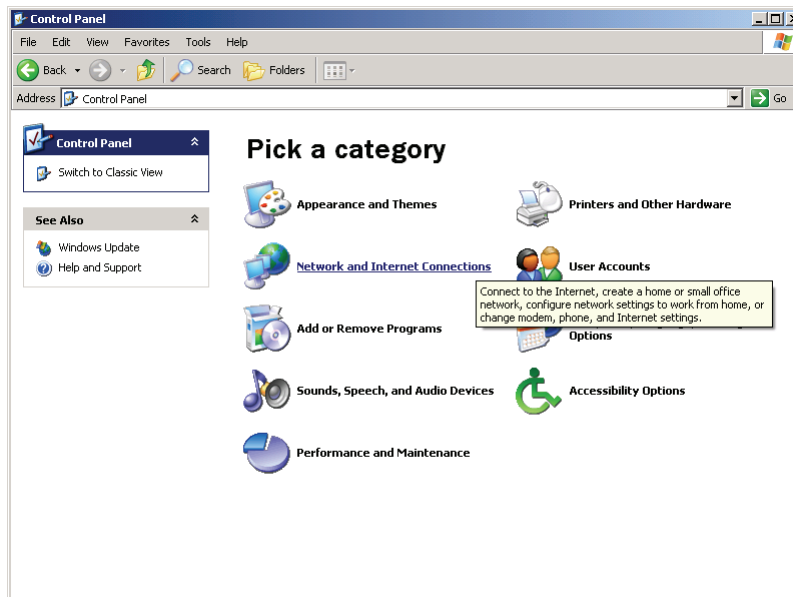 Control Panel
File Edit View Favorites Tools Help
Back Search Folders
Address Control Panel Go
Control Panel
Switch to Classic View
See Also
Windows Update
Help and Support
Pick a category
Appearance and Themes
Printers and Other Hardware
Network and Internet Connections
User Accounts
Connect to the Internet, create a home or small office
network, configure network settings to work from home, or
change modem, phone, and Internet settings.
Add or Remove Programs
Options
Sounds, Speech, and Audio Devices
Accessibility Options
Performance and Maintenance